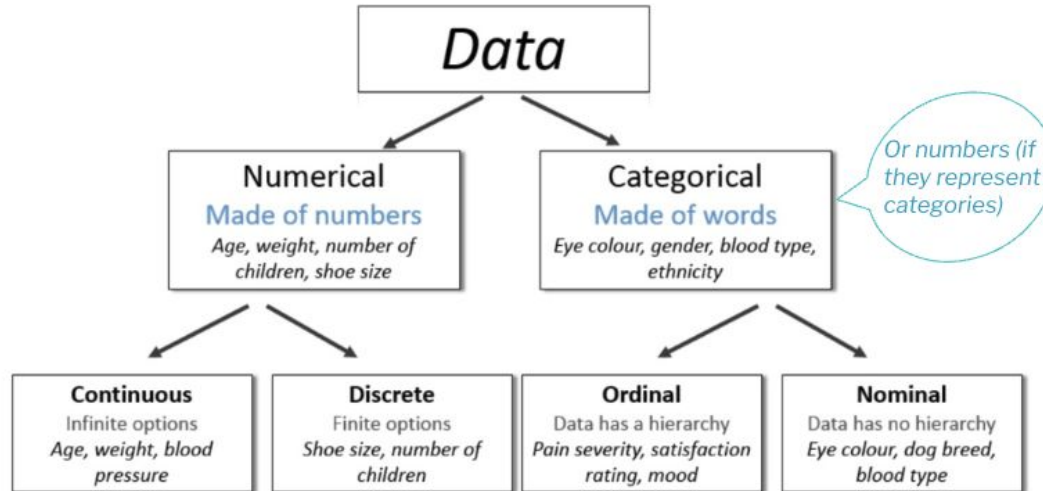 Data
Numerical
Made of numbers
Age, weight, number of
children, shoe size
Categorical
Made of words
Eye colour, gender, blood type,
ethnicity
Or numbers (if
they represent
categories)
Continuous
Infinite options
Age, weight, blood
pressure
Discrete
Finite options
Shoe size, number of
children
Ordinal
Data has a hierarchy
Pain severity, satisfaction
rating, mood
Nominal
Data has no hierarchy
Eye colour, dog breed,
blood type